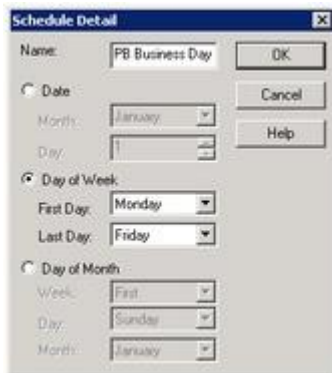 Schedule Detail
Name: PB Business Day
OK
Date
Cancel
Month: January
Help
Day: 1
Day of Week
First Day: Monday
Last Day: Friday
Day of Month
Week: First
Day: Sunday
Month: January